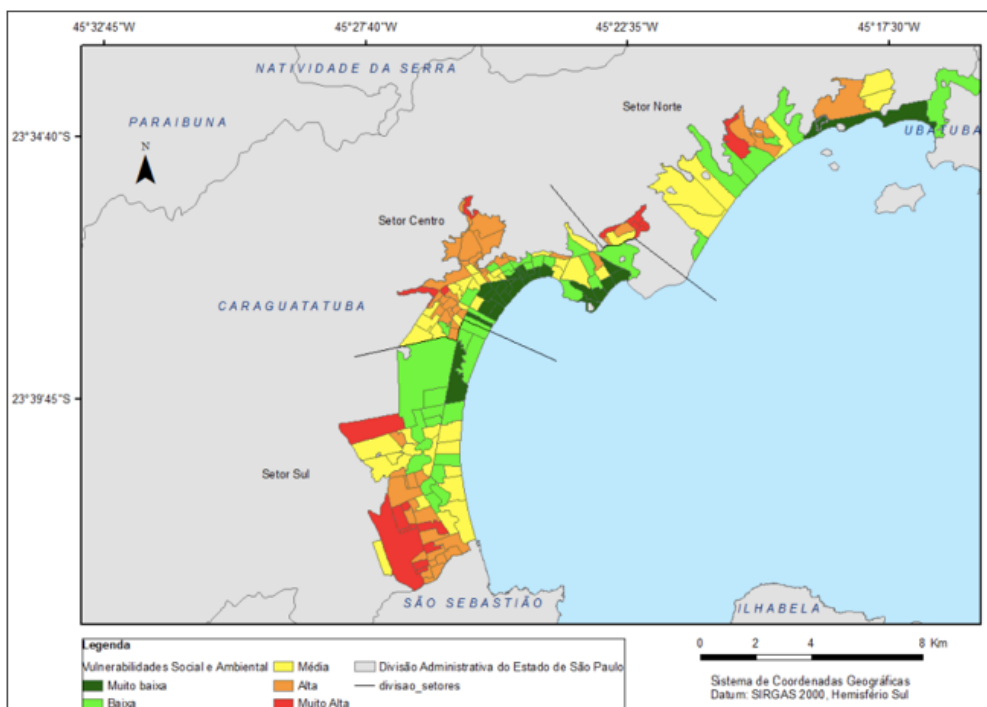 45°32'45"W 45°27'40"W 45°22'35"W 45°17'30"W
NATIVIDADE DA SERRA
Setor Norte
PARAIBUNA
23°34'40"S
UBATUBA
N
Setor Centro
CARAGUATATUBA
23°39'45"S
Setor Sul
SÃO SEBASTIÃO
ILHABELA
Legenda
Vulnerabilidades Social e Ambiental
Muito baixa
Baixa
Média
Alta
Muito Alta
Divisão Administrativa do Estado de São Paulo
divisao_setores
0 2 4 8 Km
Sistema de Coordenadas Geográficas
Datum: SIRGAS 2000, Hemisfério Sul